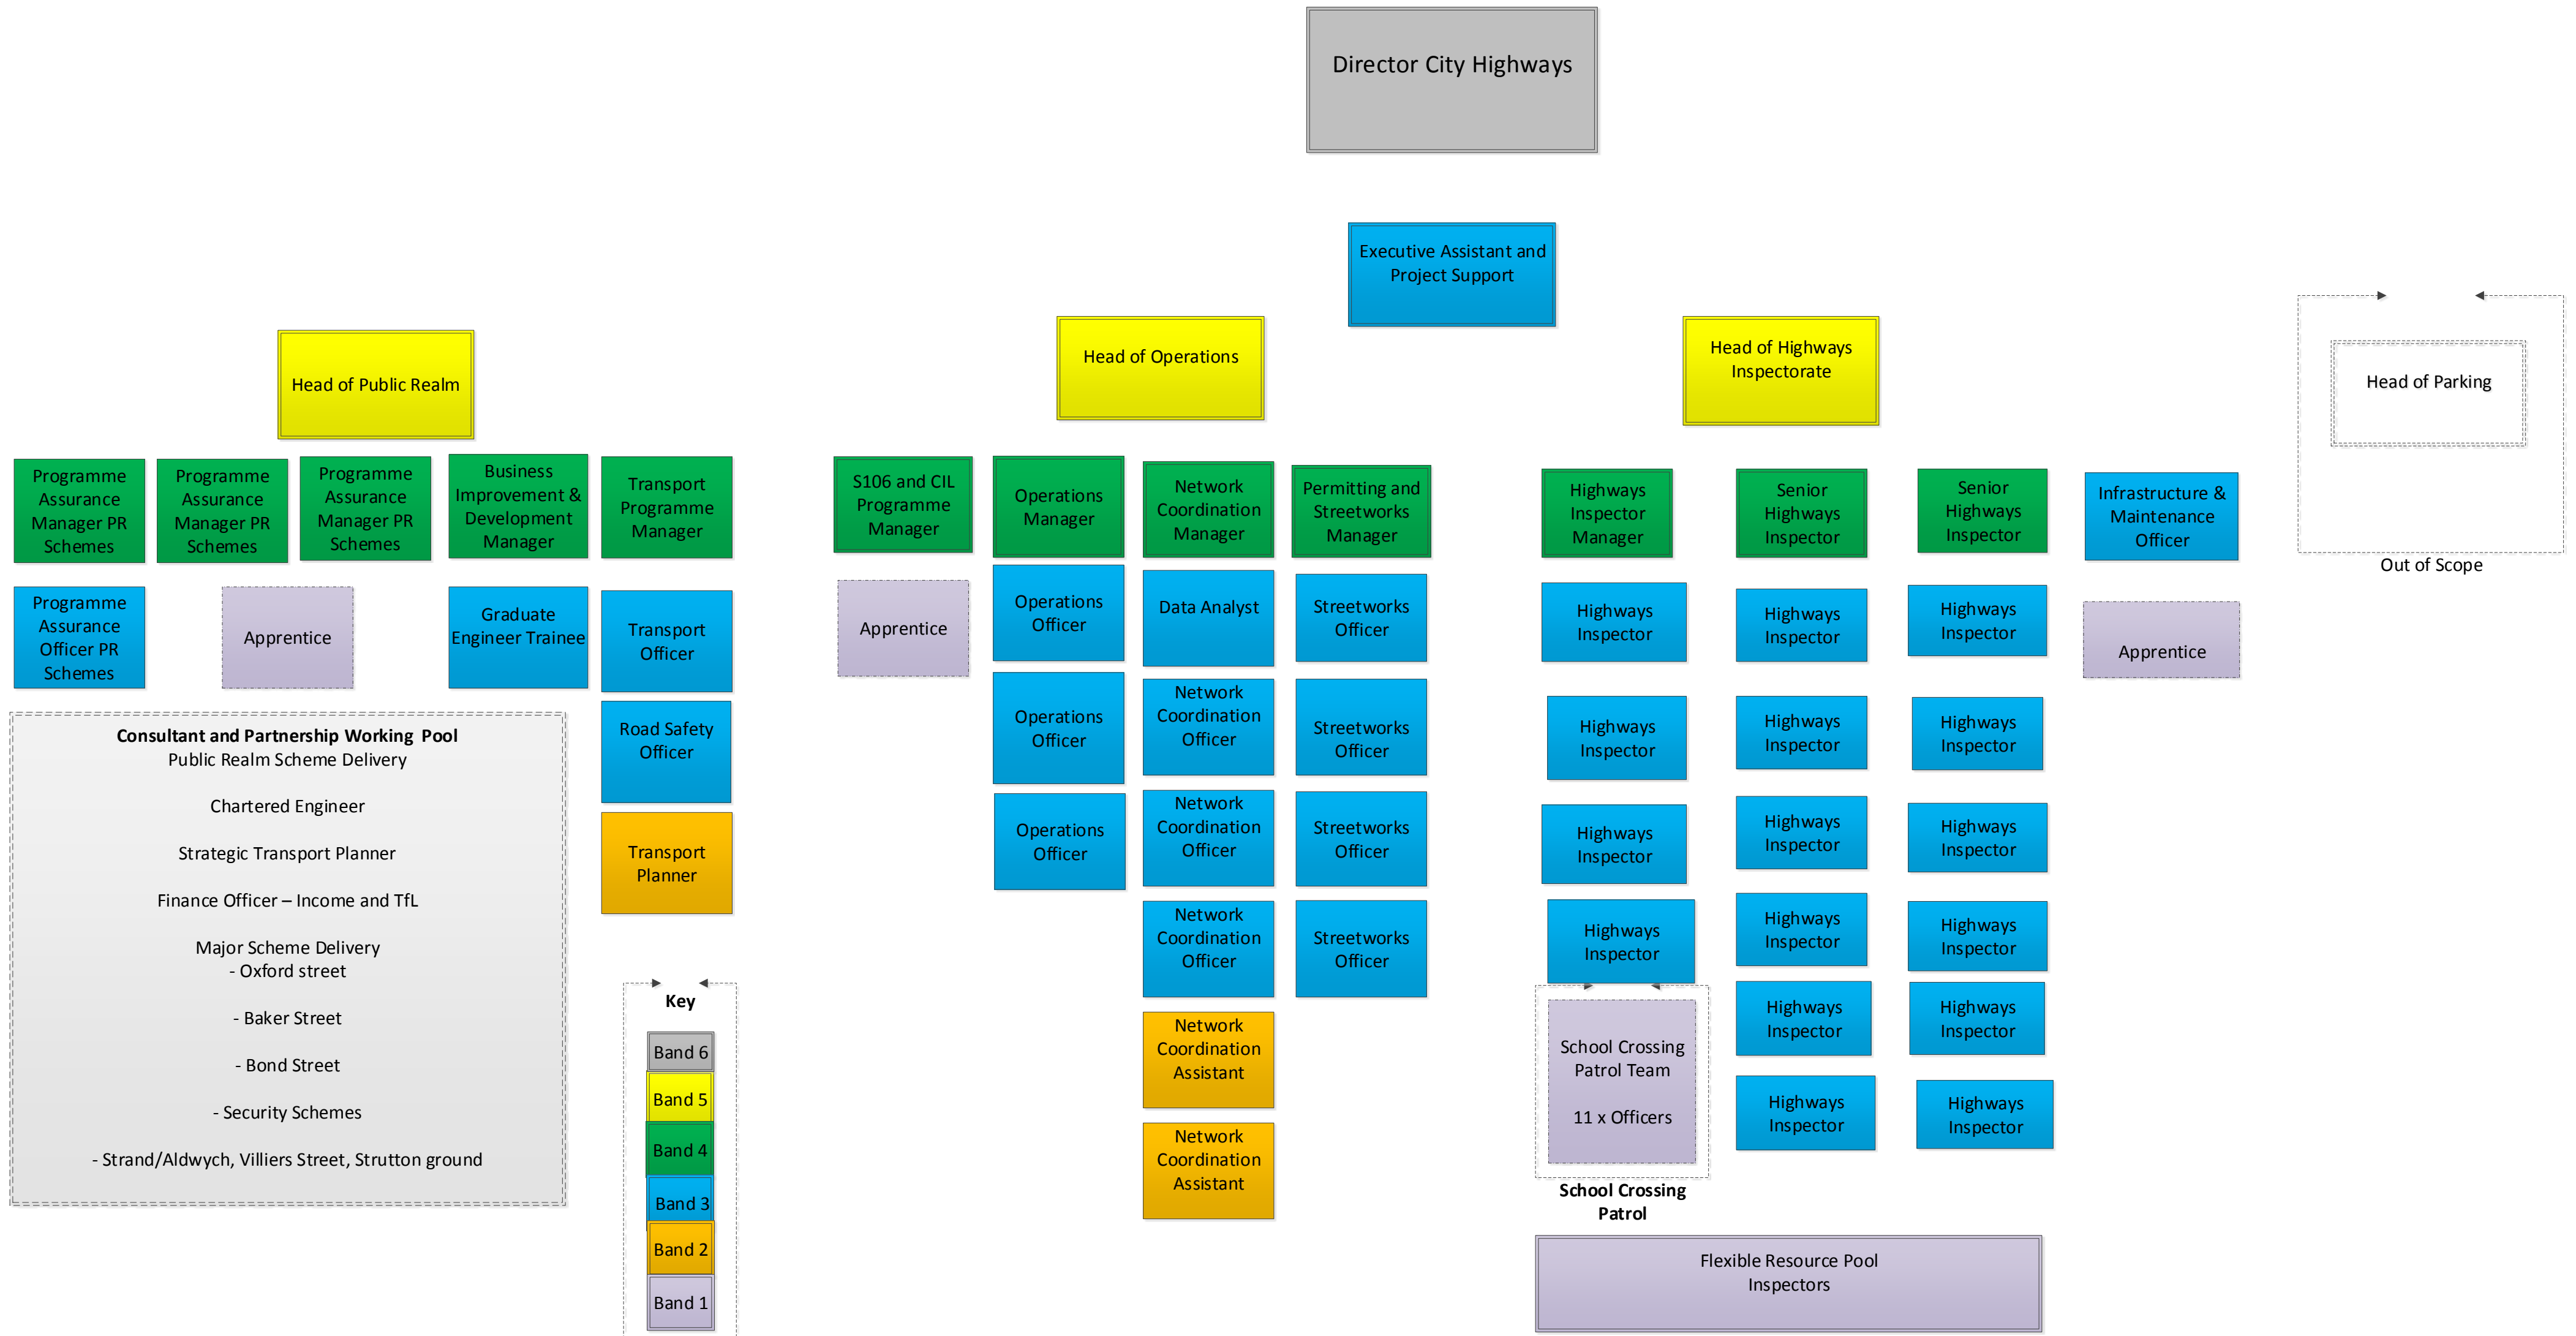 Director City Highways
Executive Assistant and
Project Support
Head of Public Realm
Head of Operations
Head of Highways
Inspectorate
Head of Parking
Out of Scope
Programme
Assurance
Manager PR
Schemes
Programme
Assurance
Manager PR
Schemes
Programme
Assurance
Manager PR
Schemes
Business
Improvement &
Development
Manager
Transport
Programme
Manager
S106 and CIL
Programme
Manager
Operations
Manager
Network
Coordination
Manager
Permitting and
Streetworks
Manager
Highways
Inspector
Manager
Senior
Highways
Inspector
Senior
Highways
Inspector
Infrastructure &
Maintenance
Officer
Programme
Assurance
Officer PR
Schemes
Apprentice
Graduate
Engineer Trainee
Transport
Officer
Road Safety
Officer
Transport
Planner
Apprentice
Operations
Officer
Operations
Officer
Operations
Officer
Data Analyst
Network
Coordination
Officer
Network
Coordination
Officer
Network
Coordination
Officer
Network
Coordination
Assistant
Network
Coordination
Assistant
Streetworks
Officer
Streetworks
Officer
Streetworks
Officer
Streetworks
Officer
Highways
Inspector
Highways
Inspector
Highways
Inspector
Highways
Inspector
School Crossing
Patrol Team
11 x Officers
School Crossing
Patrol
Highways
Inspector
Highways
Inspector
Highways
Inspector
Highways
Inspector
Highways
Inspector
Highways
Inspector
Highways
Inspector
Highways
Inspector
Highways
Inspector
Highways
Inspector
Highways
Inspector
Highways
Inspector
Apprentice
Flexible Resource Pool
Inspectors
Consultant and Partnership Working Pool
Public Realm Scheme Delivery
Chartered Engineer
Strategic Transport Planner
Finance Officer – Income and TfL
Major Scheme Delivery
- Oxford street
- Baker Street
- Bond Street
- Security Schemes
- Strand/Aldwych, Villiers Street, Strutton ground
Key
Band 6
Band 5
Band 4
Band 3
Band 2
Band 1